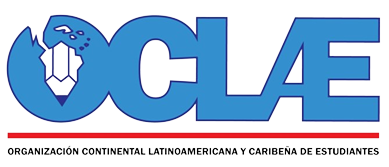 OCLAE
ORGANIZACIÓN CONTINENTAL LATINOAMERICANA Y CARIBEÑA DE ESTUDIANTES